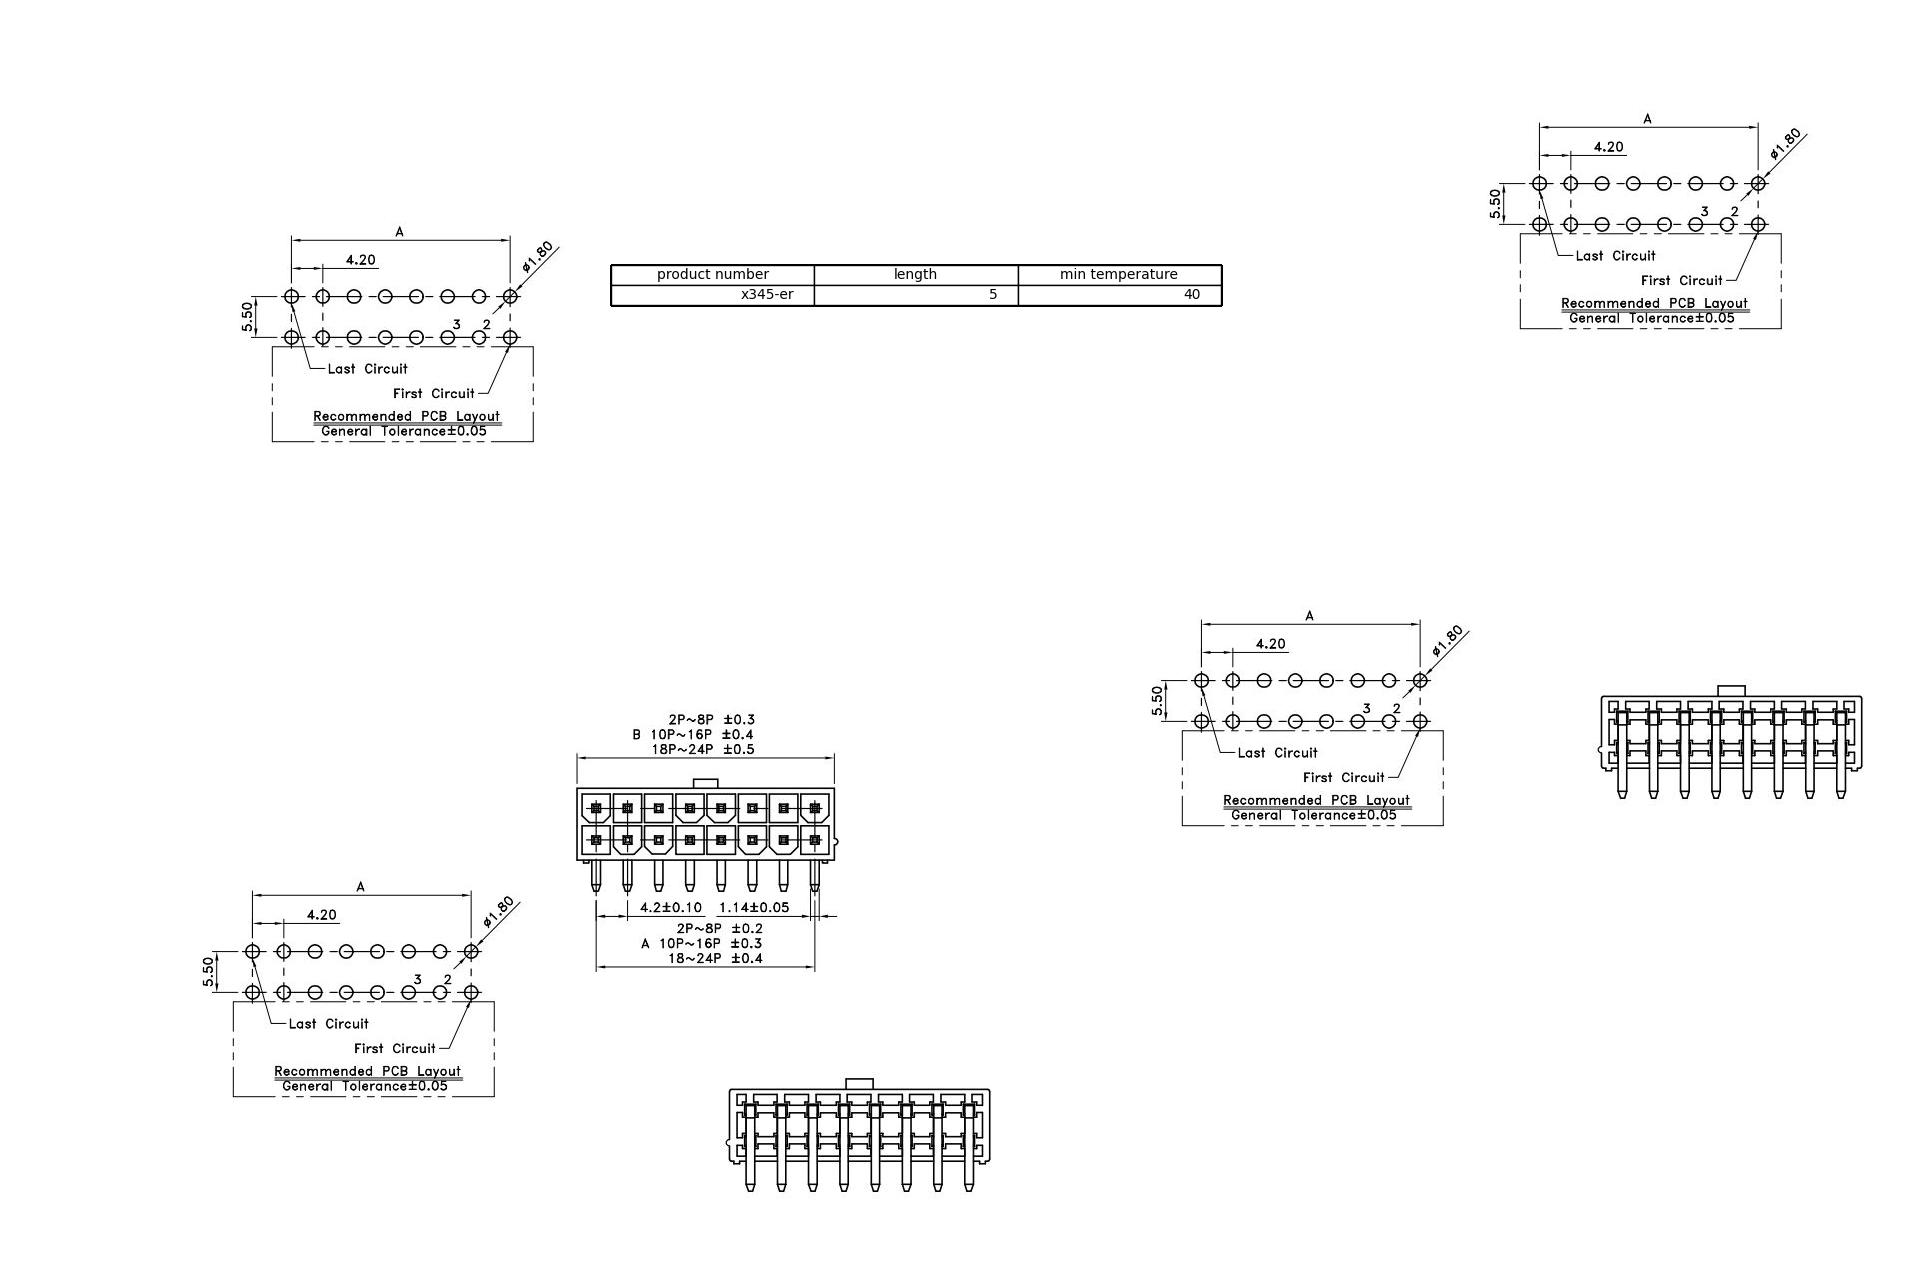 A
4.20
ø1.80
5.50
3 2
Last Circuit
First Circuit
Recommended PCB Layout
General Tolerance±0.05
A
4.20
ø1.80
5.50
3 2
Last Circuit
First Circuit
Recommended PCB Layout
General Tolerance±0.05
product number length min temperature
x345-er 5 40
A
4.20
ø1.80
5.50
3 2
Last Circuit
First Circuit
Recommended PCB Layout
General Tolerance±0.05
2P~8P ±0.3
B 10P~16P ±0.4
18P~24P ±0.5
4.2±0.10 1.14±0.05
2P~8P ±0.2
A 10P~16P ±0.3
18~24P ±0.4
A
4.20
ø1.80
5.50
3 2
Last Circuit
First Circuit
Recommended PCB Layout
General Tolerance±0.05